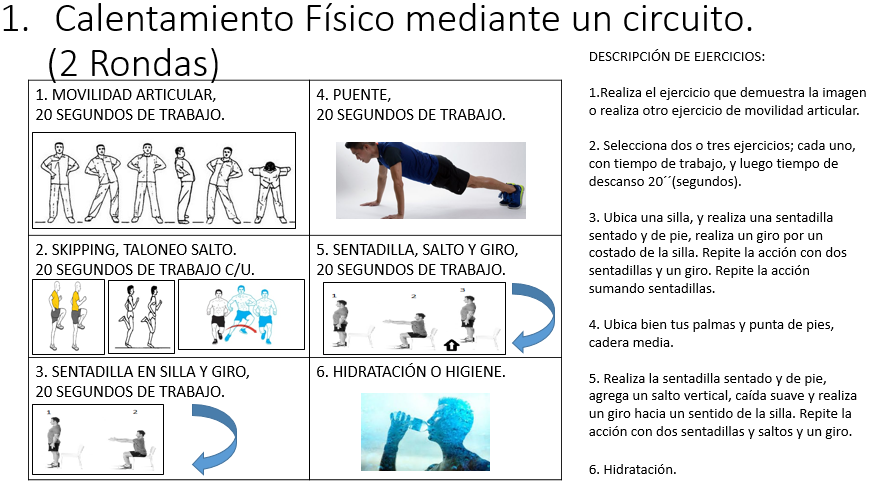 1. Calentamiento Físico mediante un circuito.
(2 Rondas)
1. MOVILIDAD ARTICULAR,
20 SEGUNDOS DE TRABAJO.
2. SKIPPING, TALONEO SALTO.
20 SEGUNDOS DE TRABAJO C/U.
3. SENTADILLA EN SILLA Y GIRO,
20 SEGUNDOS DE TRABAJO.
1 2
4. PUENTE,
20 SEGUNDOS DE TRABAJO.
5. SENTADILLA, SALTO Y GIRO,
20 SEGUNDOS DE TRABAJO.
1 2 3
6. HIDRATACIÓN O HIGIENE.
DESCRIPCIÓN DE EJERCICIOS:
1.Realiza el ejercicio que demuestra la imagen
o realiza otro ejercicio de movilidad articular.
2. Selecciona dos o tres ejercicios; cada uno,
con tiempo de trabajo, y luego tiempo de
descanso 20´´(segundos).
3. Ubica una silla, y realiza una sentadilla
sentado y de pie, realiza un giro por un
costado de la silla. Repite la acción con dos
sentadillas y un giro. Repite la acción
sumando sentadillas.
4. Ubica bien tus palmas y punta de pies,
cadera media.
5. Realiza la sentadilla sentado y de pie,
agrega un salto vertical, caída suave y realiza
un giro hacia un sentido de la silla. Repite la
acción con dos sentadillas y saltos y un giro.
6. Hidratación.